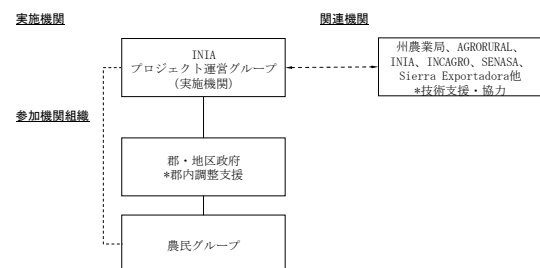 実施機関
関連機関
INIA
プロジェクト運営グループ
(実施機関)
州農業局、AGRORURAL、
INIA、INCAGRO、SENASA、
Sierra Exportadora他
*技術支援・協力
参加機関組織
郡・地区政府
*郡内調整支援
農民グループ